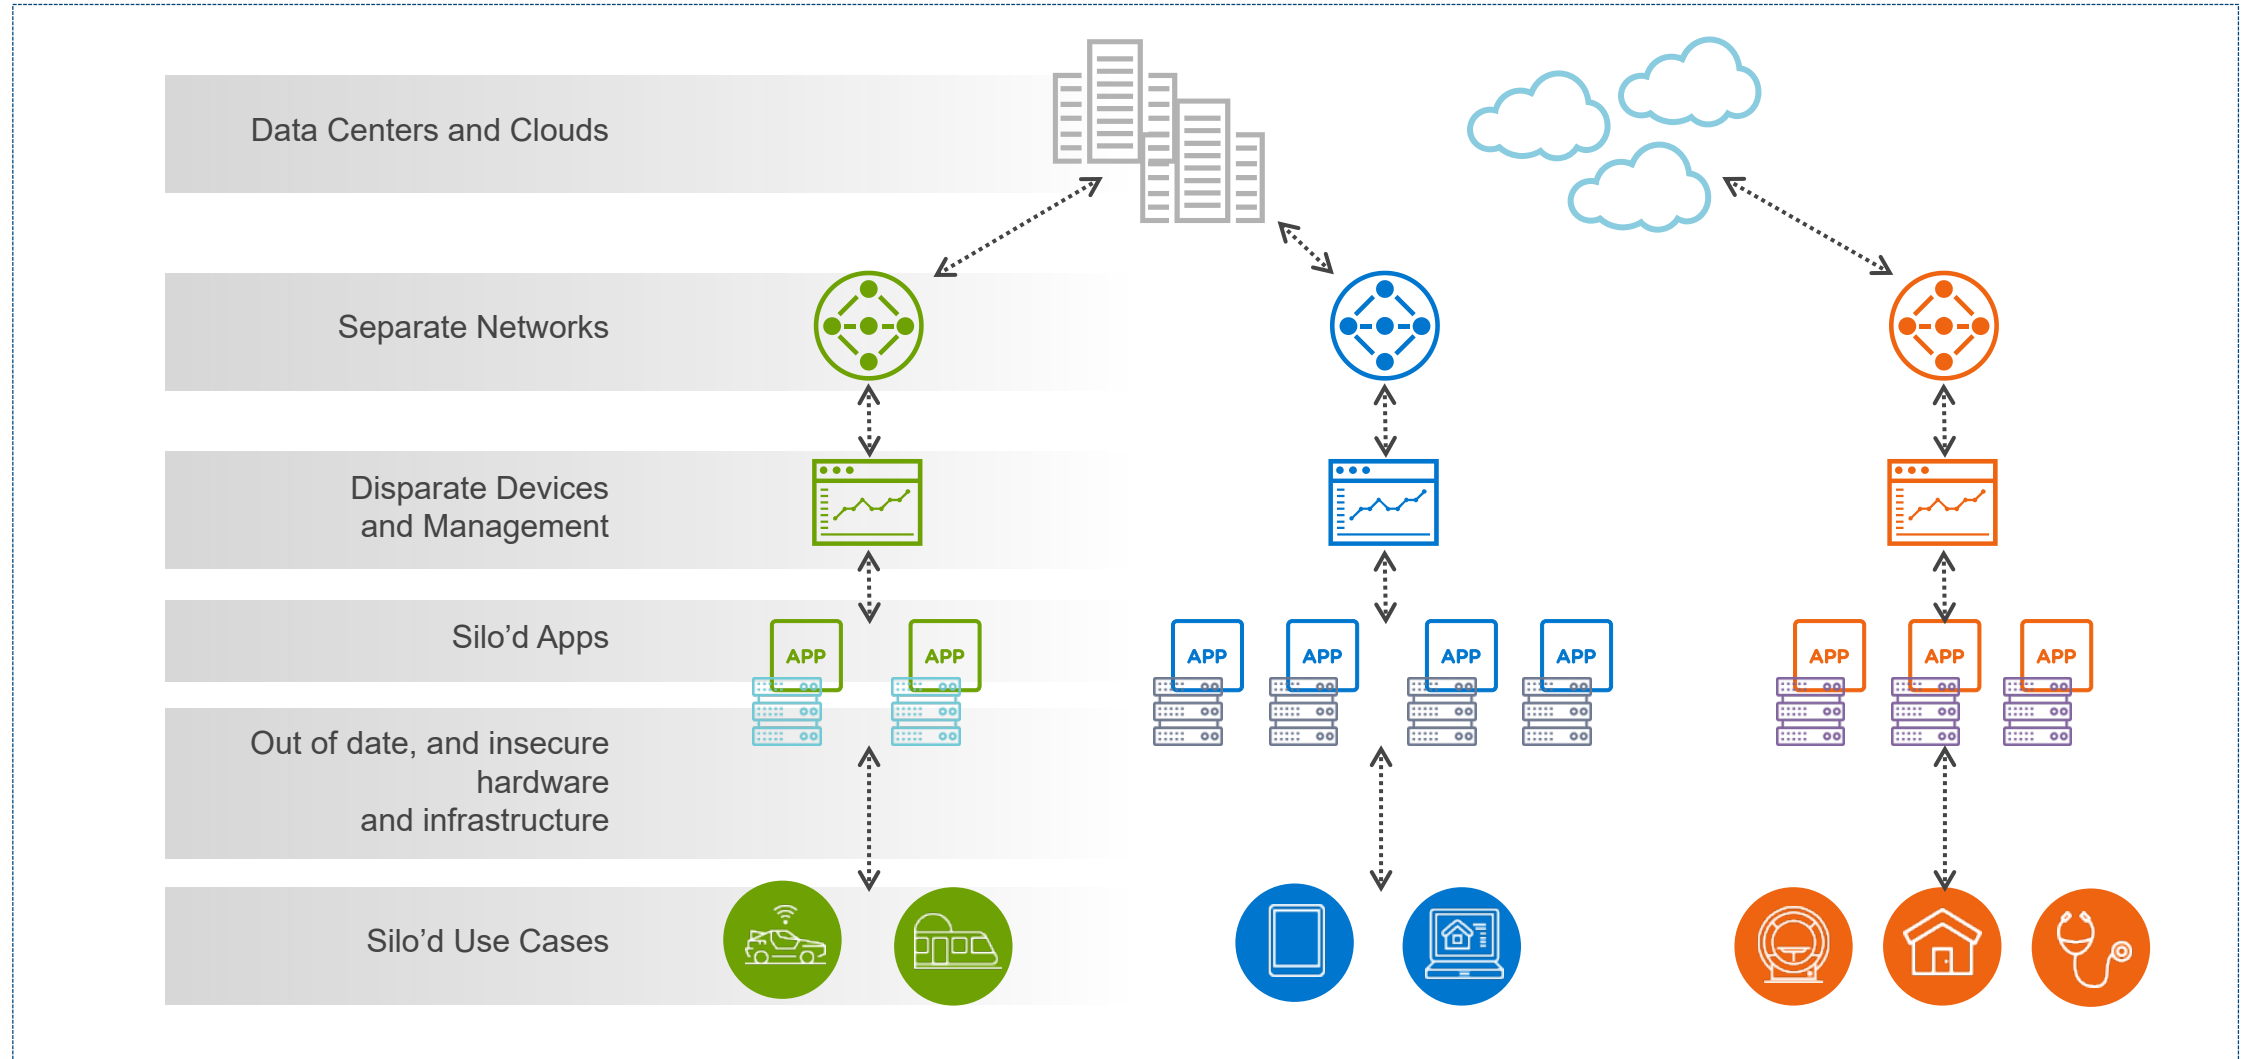 Data Centers and Clouds
Separate Networks
Disparate Devices
and Management
Silo’d Apps
APP
APP
APP
APP
APP
APP
APP
APP
APP
Out of date, and insecure
hardware
and infrastructure
Silo’d Use Cases